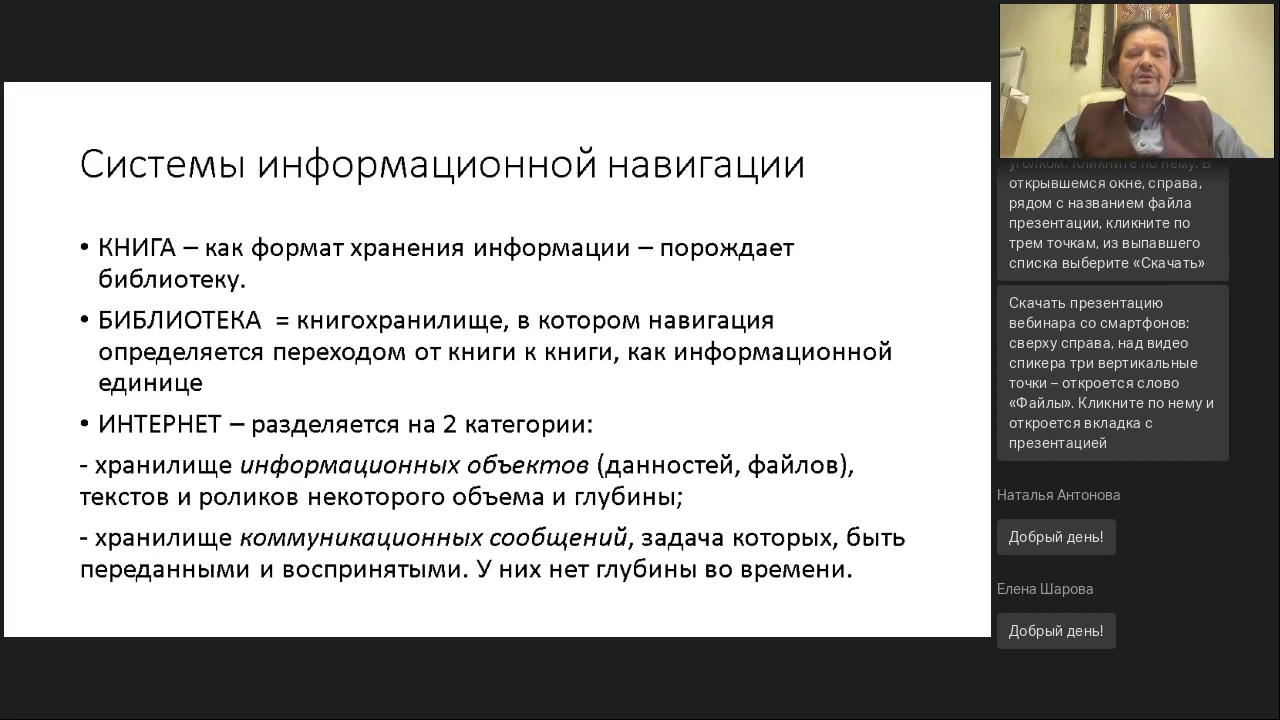 Системы информационной навигации
• КНИГА – как формат хранения информации – порождает
библиотеку.
• БИБЛИОТЕКА = книгохранилище, в котором навигация
определяется переходом от книги к книги, как информационной
единице
• ИНТЕРНЕТ – разделяется на 2 категории:
- хранилище информационных объектов (данностей, файлов),
текстов и роликов некоторого объема и глубины;
- хранилище коммуникационных сообщений, задача которых, быть
переданными и воспринятыми. У них нет глубины во времени.
уголком. Кликните по нему. В
открывшемся окне, справа,
рядом с названием файла
презентации, кликните по
трем точкам, из выпавшего
списка выберите «Скачать»
Скачать презентацию
вебинара со смартфонов:
сверху справа, над видео
спикера три вертикальные
точки – откроется слово
«Файлы». Кликните по нему и
откроется вкладка с
презентацией
Наталья Антонова
Добрый день!
Елена Шарова
Добрый день!